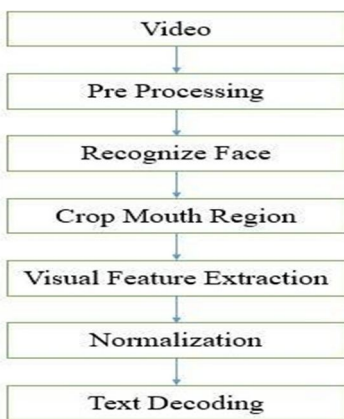 Video
Pre Processing
Recognize Face
Crop Mouth Region
Visual Feature Extraction
Normalization
Text Decoding